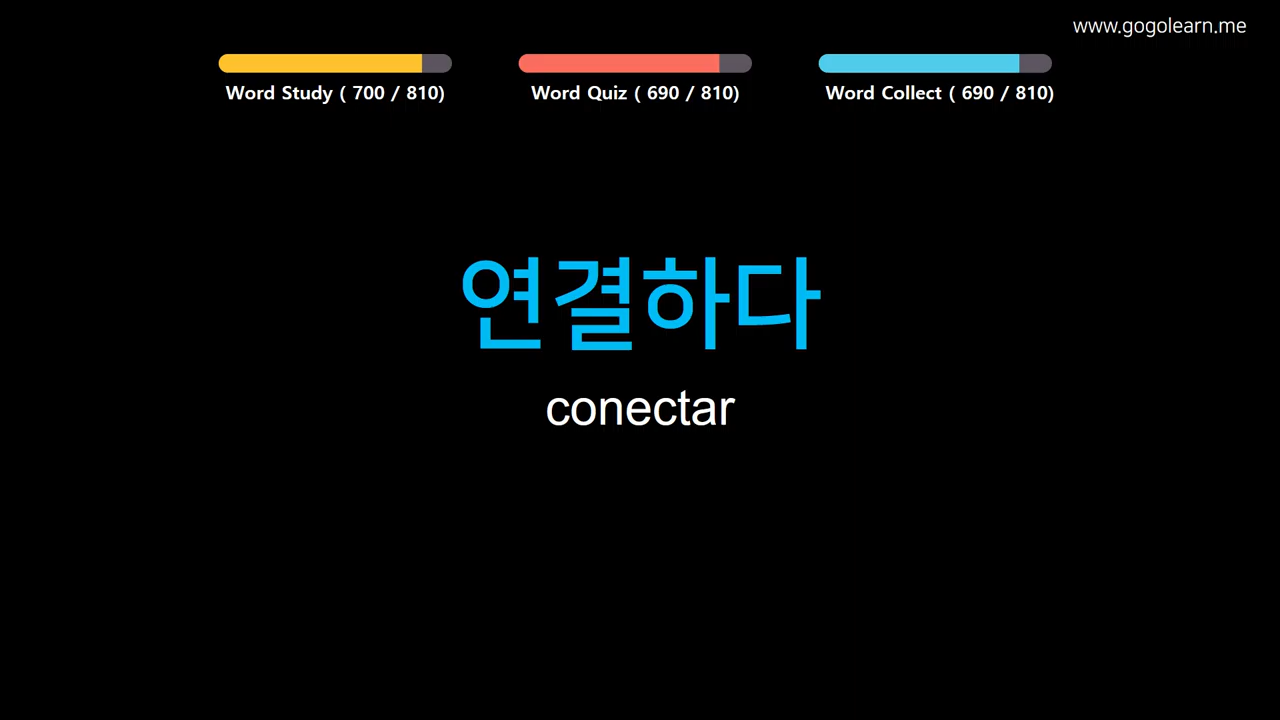 www.gogolearn.me
Word Study ( 700 / 810)
Word Quiz ( 690 / 810)
Word Collect ( 690 / 810)
연결하다
conectar